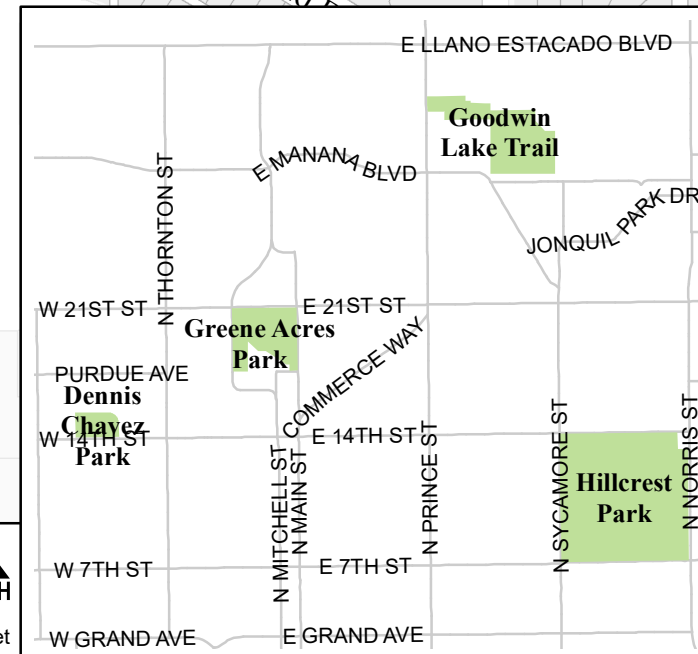 E LLANO ESTACADO BLVD
Goodwin
Lake Trail
E MANANA BLVD
N THORNTON ST
JONQUIL PARK DR
W 21ST ST
E 21ST ST
Greene Acres
Park
COMMERCE WAY
PURDUE AVE
Dennis
Chavez
Park
W 14TH ST
E 14TH ST
N MITCHELL ST
N MAIN ST
N PRINCE ST
N SYCAMORE ST
Hillcrest
Park
N NORRIS ST
W 7TH ST
E 7TH ST
H
et
W GRAND AVE
E GRAND AVE